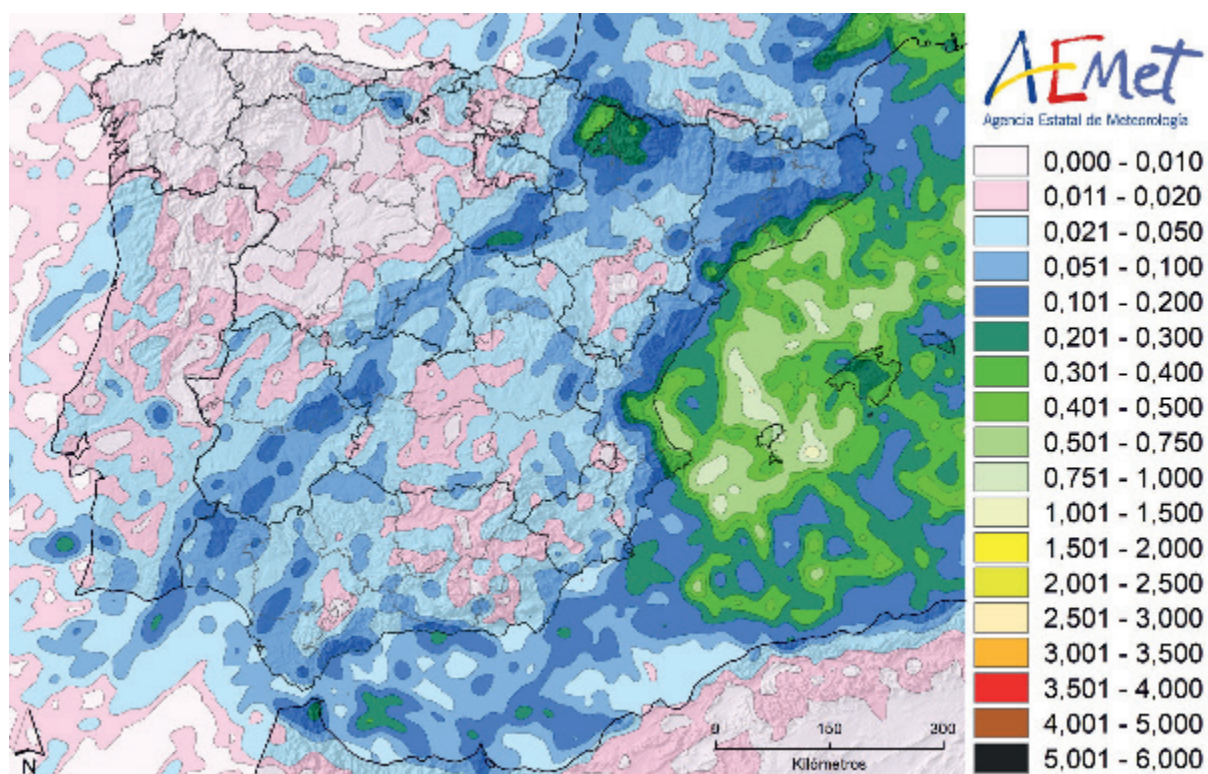 AEMet
Agencia Estatal de Meteorología
0,000 - 0,010
0,011 - 0,020
0,021 - 0,050
0,051 - 0,100
0,101 - 0,200
0,201 - 0,300
0,301 - 0,400
0,401 - 0,500
0,501 - 0,750
0,751 - 1,000
1,001 - 1,500
1,501 - 2,000
2,001 - 2,500
2,501 - 3,000
3,001 - 3,500
3,501 - 4,000
4,001 - 5,000
5,001 - 6,000
0 150 300
Kilómetros
N